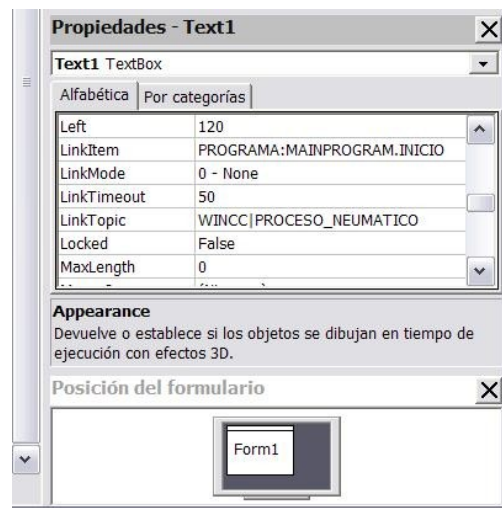 Propiedades - Text1
Text1 TextBox
Alfabética Por categorías
Left 120
LinkItem PROGRAMA:MAINPROGRAM.INICIO
LinkMode 0 - None
LinkTimeout 50
LinkTopic WINCC|PROCESO_NEUMATICO
Locked False
MaxLength 0
Appearance
Devuelve o establece si los objetos se dibujan en tiempo de
ejecución con efectos 3D.
Posición del formulario
Form1